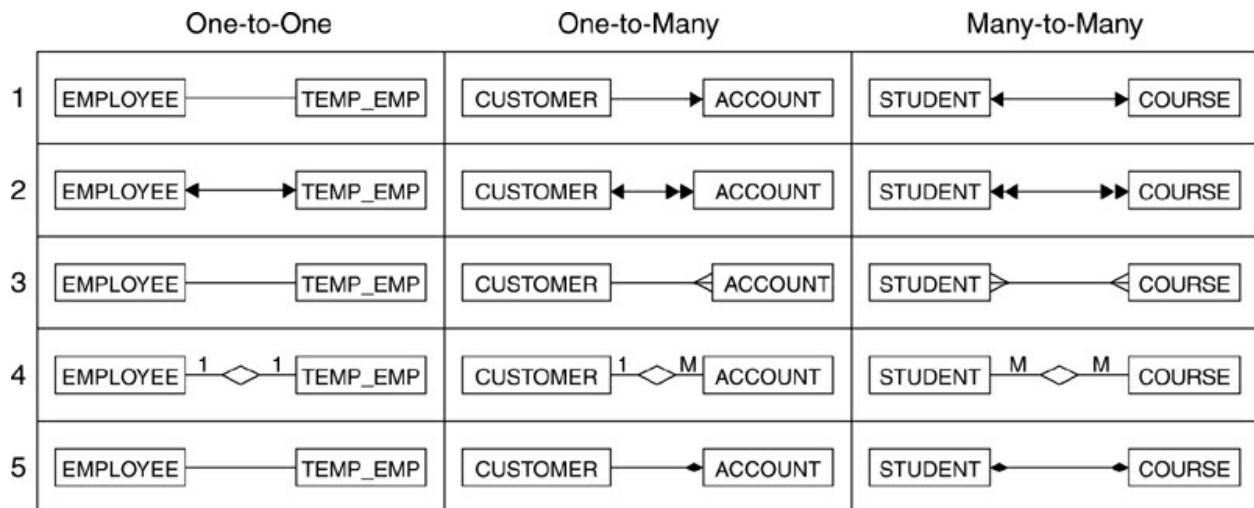 One-to-One One-to-Many Many-to-Many
1 EMPLOYEE TEMP_EMP CUSTOMER ACCOUNT STUDENT COURSE
2 EMPLOYEE TEMP_EMP CUSTOMER ACCOUNT STUDENT COURSE
3 EMPLOYEE TEMP_EMP CUSTOMER ACCOUNT STUDENT COURSE
4 EMPLOYEE 1 1 TEMP_EMP CUSTOMER 1 M ACCOUNT STUDENT M M COURSE
5 EMPLOYEE TEMP_EMP CUSTOMER ACCOUNT STUDENT COURSE